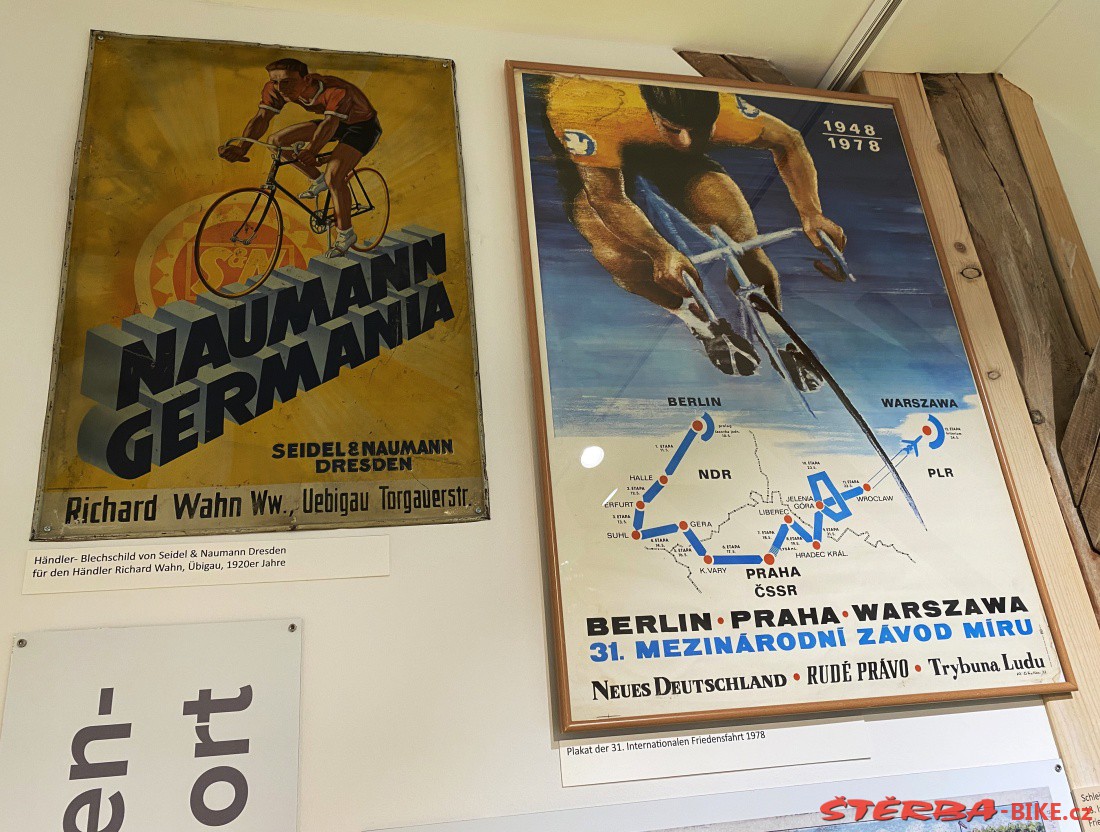 S&N
NAUMANN
GERMANIA
SEIDEL & NAUMANN
DRESDEN
Richard Wahn Ww., Uebigau Torgauerstr.
Händler- Blechschild von Seidel & Naumann Dresden
für den Händler Richard Wahn, Übigau, 1920er Jahre
en-
ort
1948
1978
BERLIN
WARSZAWA
NDR
PLR
HALLE
ERFURT
SUHL
GERA
K.VARY
PRAHA
ČSSR
LIBEREC
JELENIA
GÓRA
WROCLAW
HRADEC KRÁL.
BERLIN • PRAHA • WARSZAWA
31. MEZINÁRODNÍ ZÁVOD MÍRU
NEUES DEUTSCHLAND • RUDÉ PRÁVO • Trybuna Ludu
Plakat der 31. Internationalen Friedensfahrt 1978
ŠTĚRBA-BIKE.cz